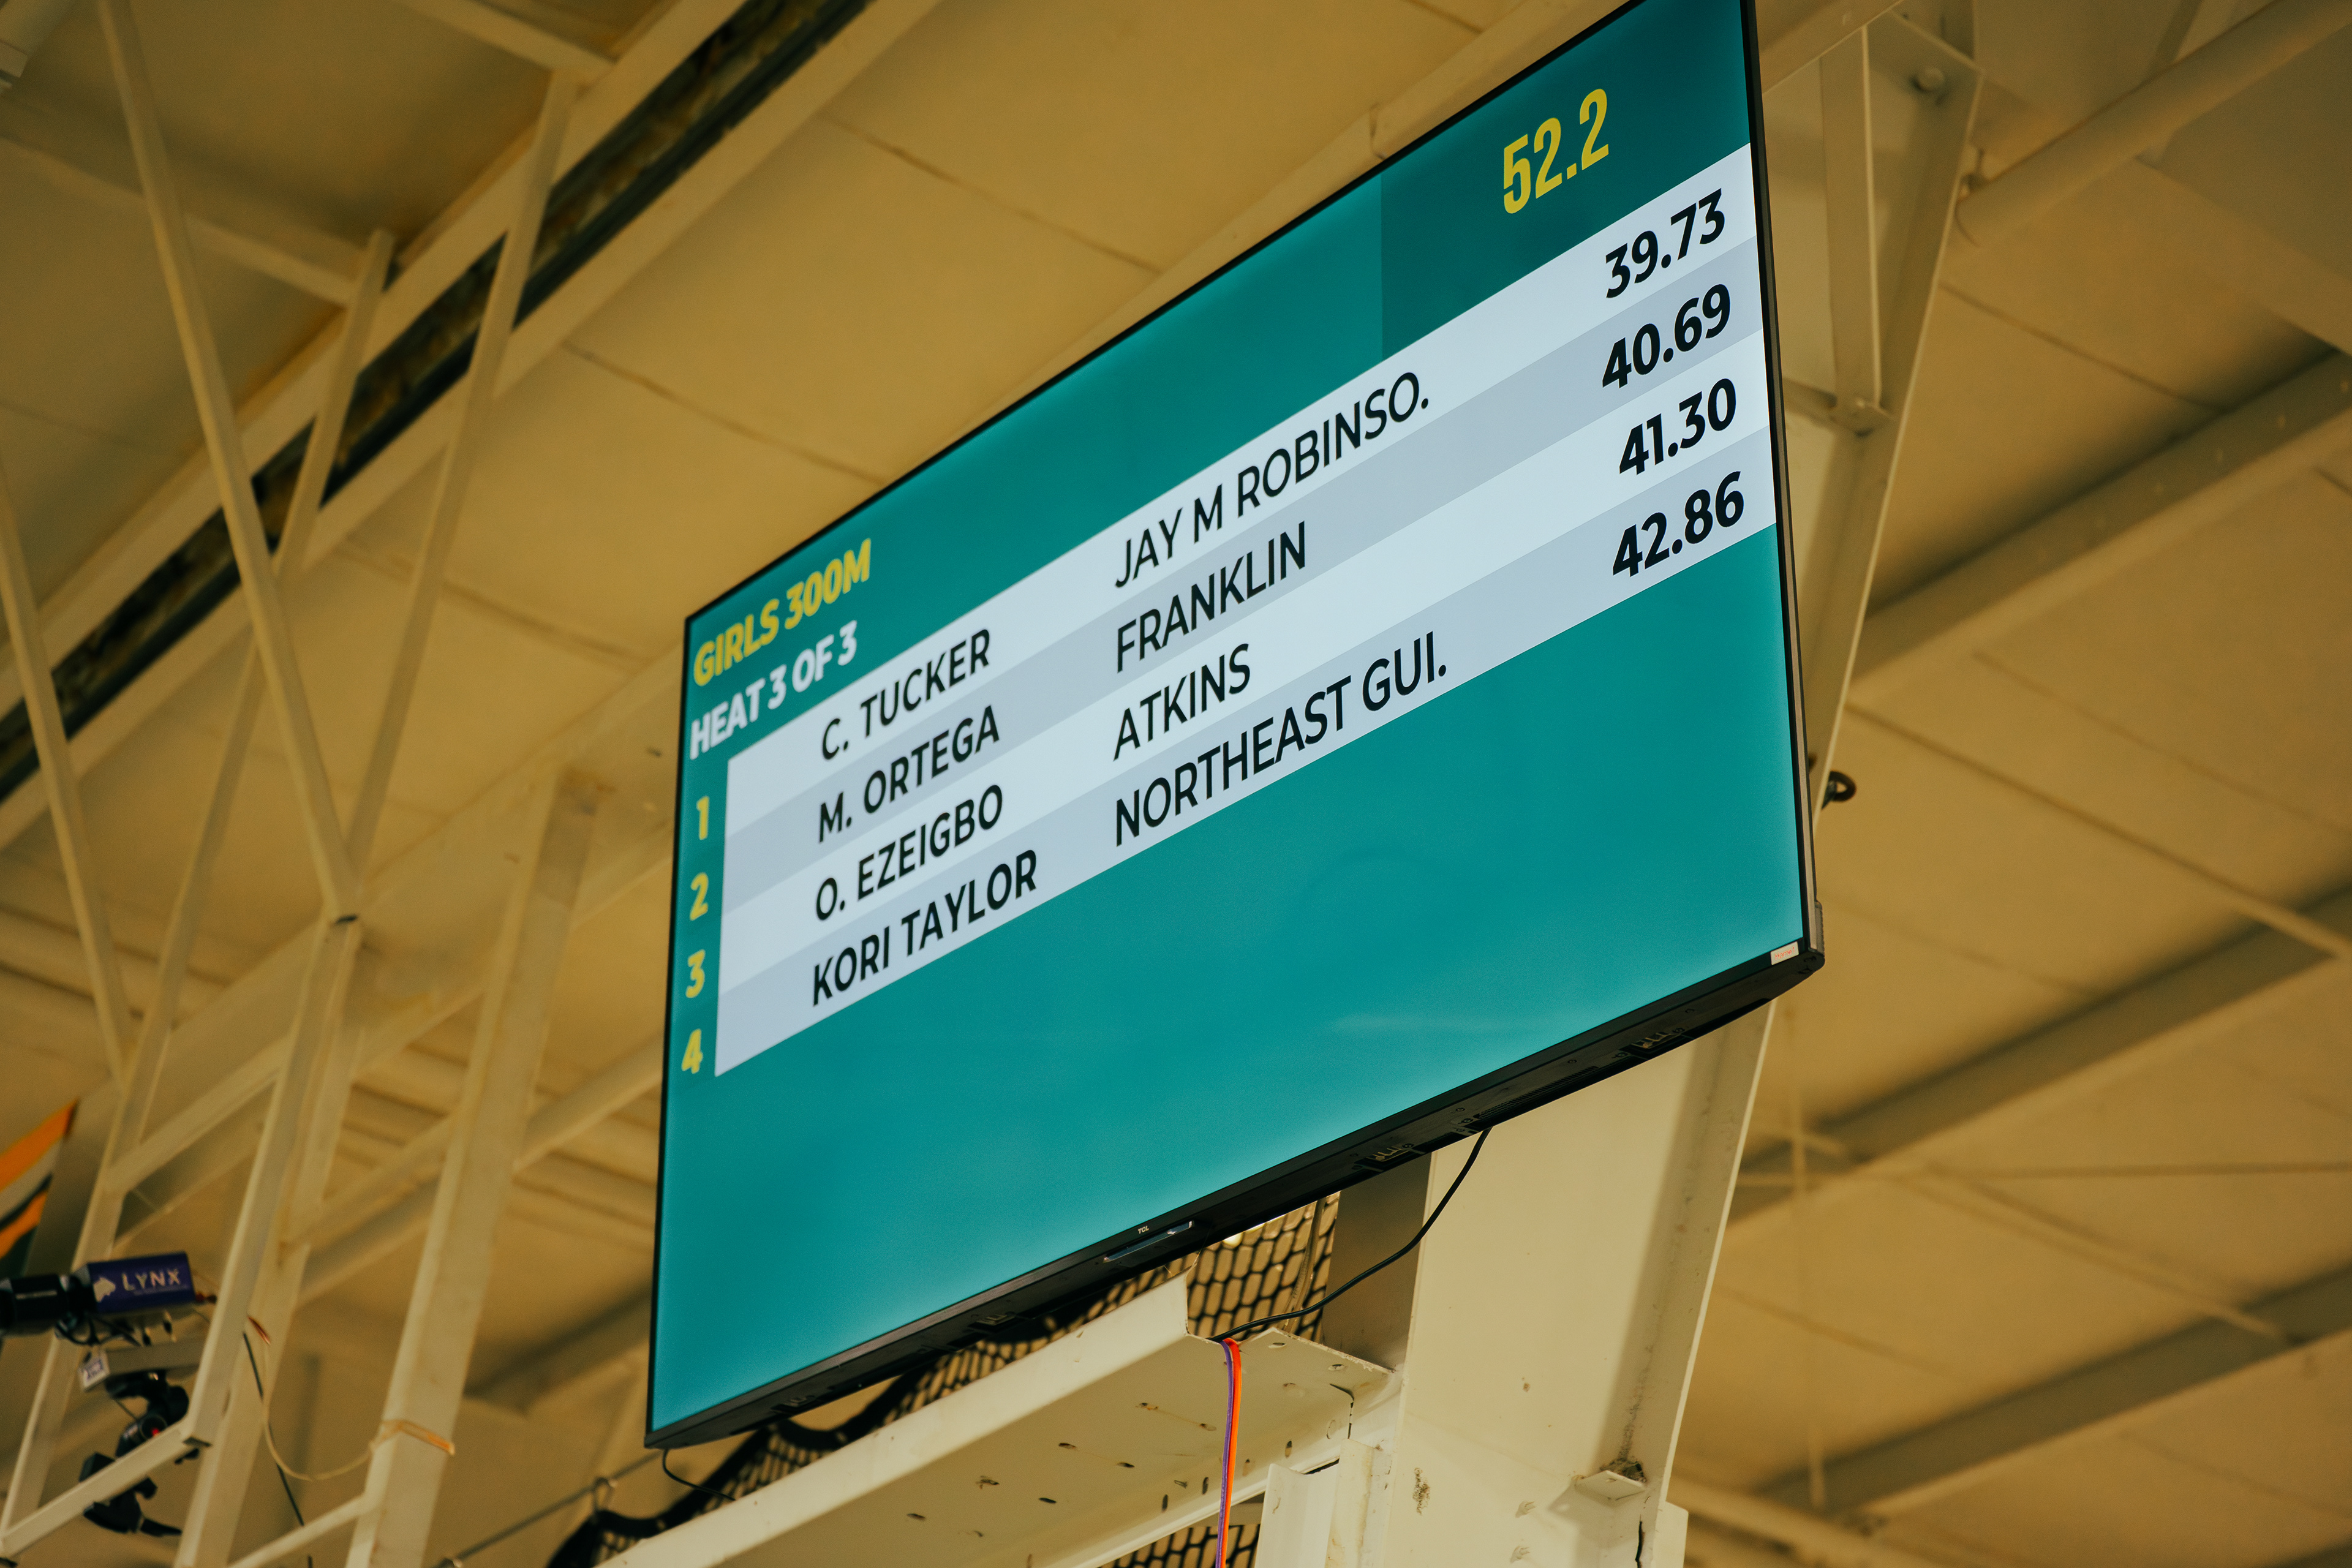 52.2
GIRLS 300M
HEAT 3 OF 3
1 C. TUCKER JAY M ROBINSO. 39.73
2 M. ORTEGA FRANKLIN 40.69
3 O. EZEIGBO ATKINS 41.30
4 KORI TAYLOR NORTHEAST GUI. 42.86
TCL
LYNX